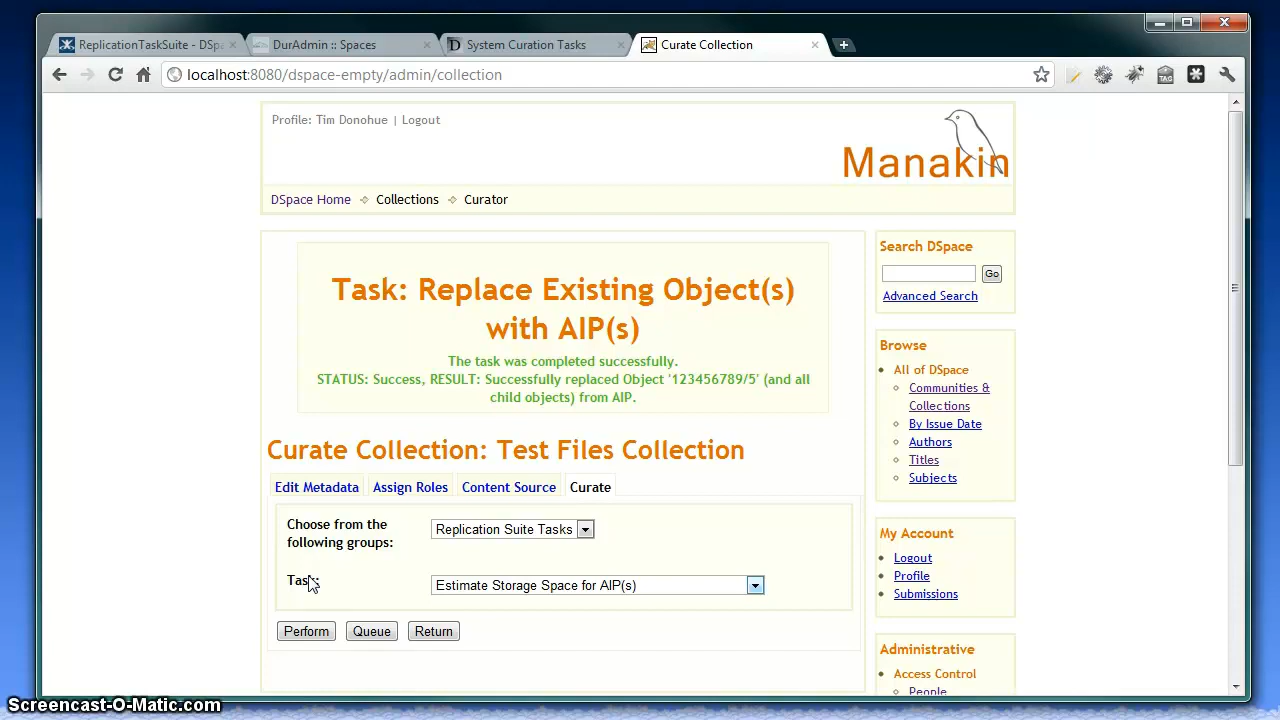 ReplicationTaskSuite - DSpa
DurAdmin :: Spaces
System Curation Tasks
Curate Collection
localhost:8080/dspace-empty/admin/collection
TAG
Profile: Tim Donohue | Logout
Manakin
DSpace Home
Collections
Curator
Task: Replace Existing Object(s)
with AIP(s)
The task was completed successfully.
STATUS: Success, RESULT: Successfully replaced Object '123456789/5' (and all
child objects) from AIP.
Curate Collection: Test Files Collection
Edit Metadata
Assign Roles
Content Source
Curate
Choose from the
following groups:
Replication Suite Tasks
Task:
Estimate Storage Space for AIP(s)
Perform
Queue
Return
Search DSpace
Go
Advanced Search
Browse
All of DSpace
Communities &
Collections
By Issue Date
Authors
Titles
Subjects
My Account
Logout
Profile
Submissions
Administrative
Access Control
People
Screencast-O-Matic.com